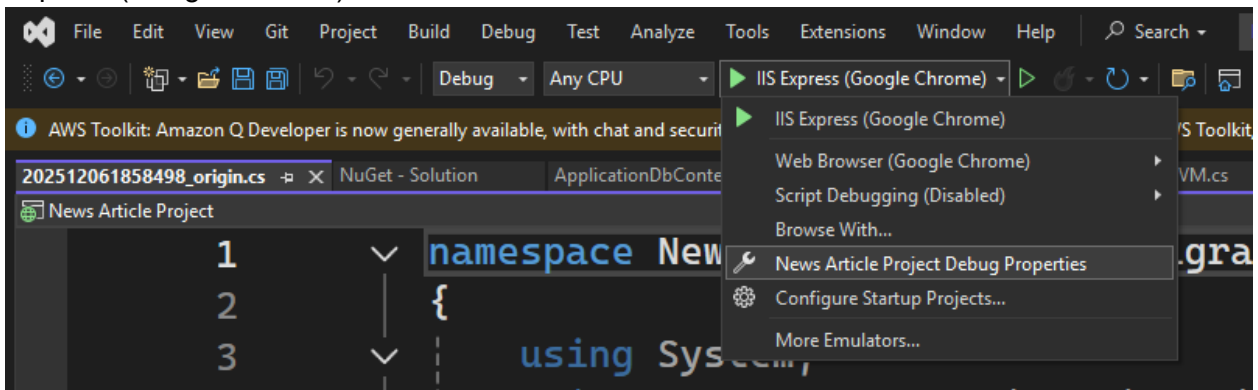 File Edit View Git Project Build Debug Test Analyze Tools Extensions Window Help Search
Debug Any CPU IIS Express (Google Chrome)
AWS Toolkit: Amazon Q Developer is now generally available, with chat and securit
'S Toolkit,
IIS Express (Google Chrome)
Web Browser (Google Chrome)
Script Debugging (Disabled)
Browse With...
News Article Project Debug Properties
Configure Startup Projects...
More Emulators...
202512061858498_origin.cs NuGet - Solution ApplicationDbConte VM.cs
News Article Project
1 namespace New .gra
2 {
3 using System;